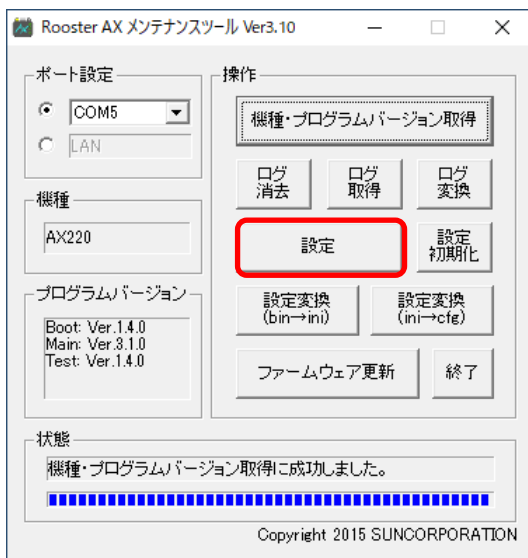 Rooster AX メンテナンスツール Ver3.10
ポート設定
COM5
LAN
機種
AX220
プログラムバージョン
Boot: Ver.1.4.0
Main: Ver.3.1.0
Test: Ver.1.4.0
操作
機種・プログラムバージョン取得
ログ
消去
ログ
取得
ログ
変換
設定
設定
初期化
設定変換
(bin→ini)
設定変換
(ini→cfg)
ファームウェア更新
終了
状態
機種・プログラムバージョン取得に成功しました。
Copyright 2015 SUNCORPORATION